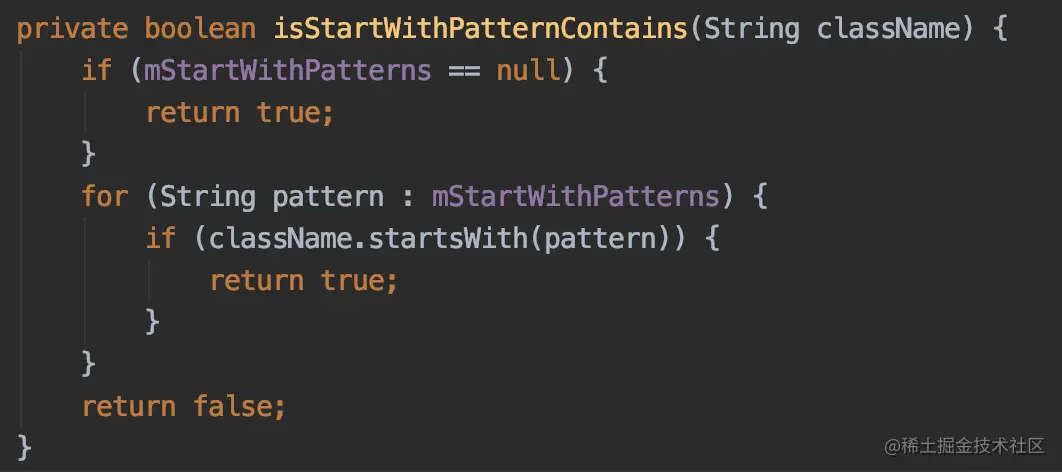 private boolean isStartWithPatternContains(String className) {
    if (mStartWithPatterns == null) {
        return true;
    }
    for (String pattern : mStartWithPatterns) {
        if (className.startsWith(pattern)) {
            return true;
        }
    }
    return false;
}
@稀土掘金技术社区